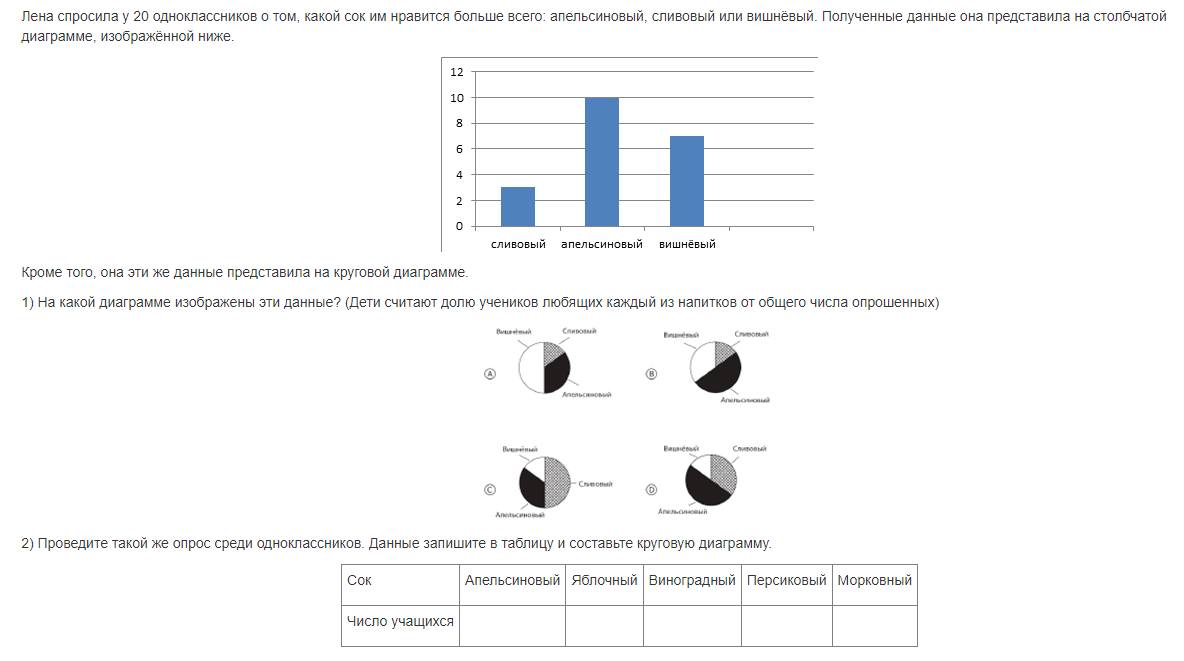 Лена спросила у 20 одноклассников о том, какой сок им нравится больше всего: апельсиновый, сливовый или вишнёвый. Полученные данные она представила на столбчатой
диаграмме, изображённой ниже.
12
10
8
6
4
2
0
сливовый апельсиновый вишнёвый
Кроме того, она эти же данные представила на круговой диаграмме.
1) На какой диаграмме изображены эти данные? (Дети считают долю учеников любящих каждый из напитков от общего числа опрошенных)
Вишнёвый Сливовый
A
Апельсиновый
Вишнёвый Сливовый
B
Апельсиновый
Вишнёвый
C
Сливовый
Апельсиновый
Вишнёвый Сливовый
D
Апельсиновый
2) Проведите такой же опрос среди одноклассников. Данные запишите в таблицу и составьте круговую диаграмму.
Сок Апельсиновый Яблочный Виноградный Персиковый Морковный
Число учащихся